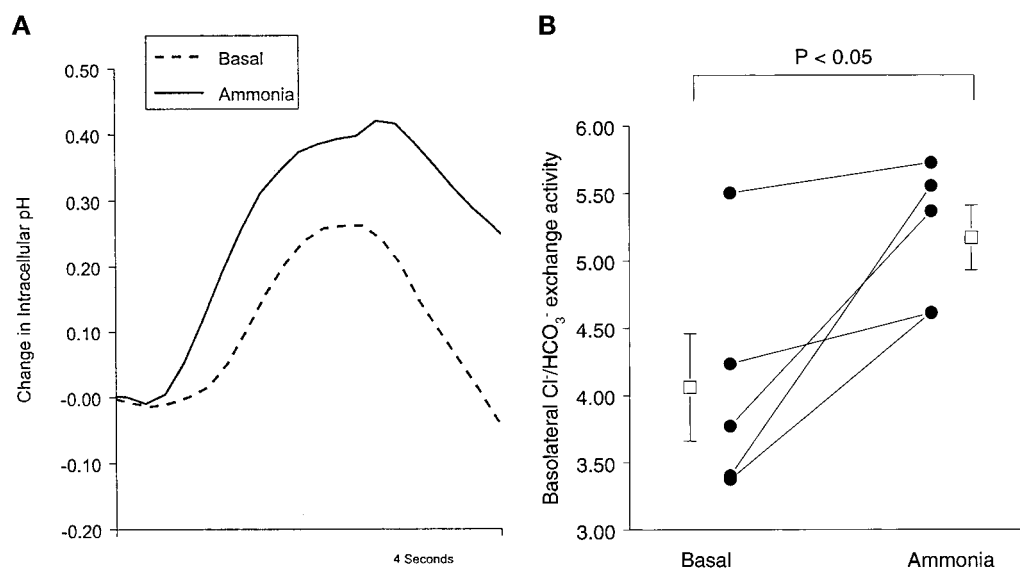 A
Basal
Ammonia
0.50
0.40
0.30
0.20
0.10
-0.00
-0.10
-0.20
Change in Intracellular pH
4 Seconds
B
P < 0.05
6.00
5.50
5.00
4.50
4.00
3.50
3.00
Basolateral Cl⁻/HCO₃⁻ exchange activity
Basal
Ammonia